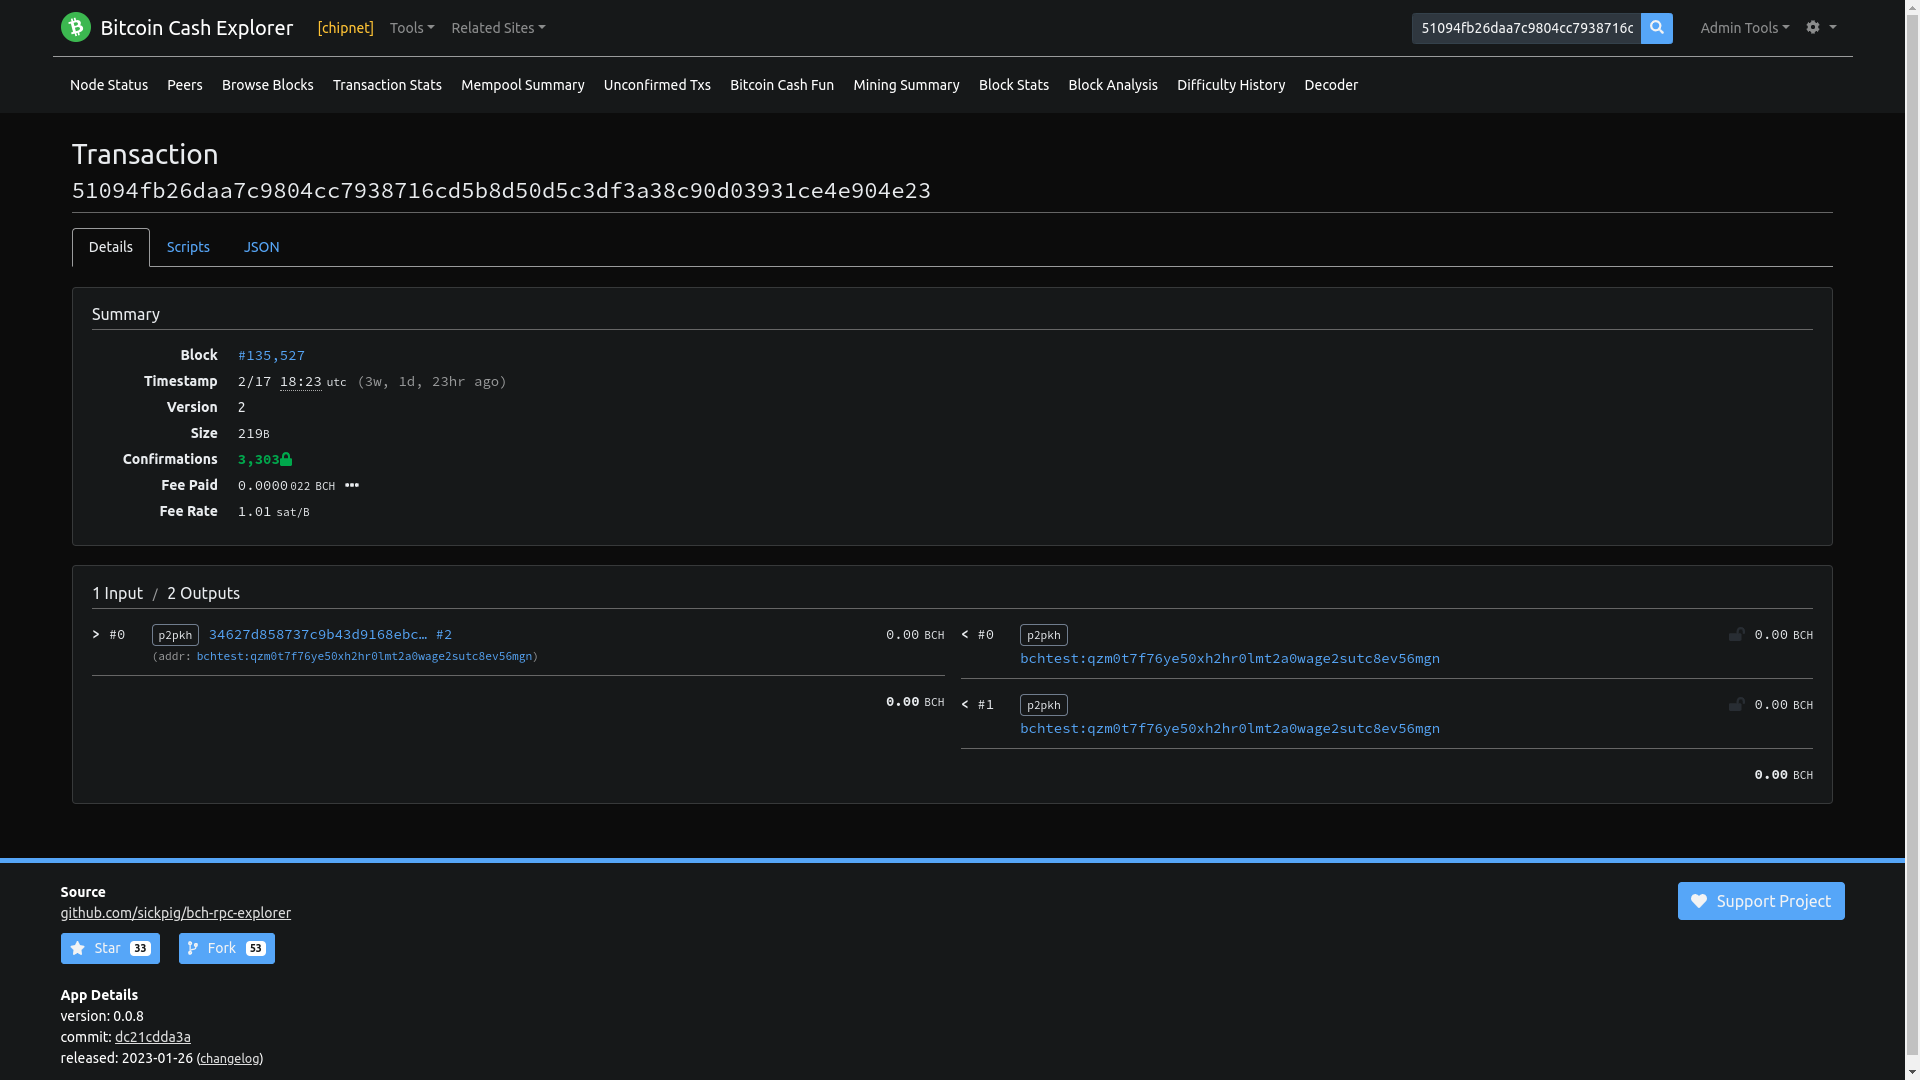 Bitcoin Cash Explorer [chipnet] Tools Related Sites 51094fb26daa7c9804cc7938716c Admin Tools
Node Status Peers Browse Blocks Transaction Stats Mempool Summary Unconfirmed Txs Bitcoin Cash Fun Mining Summary Block Stats Block Analysis Difficulty History Decoder
Transaction
51094fb26daa7c9804cc7938716cd5b8d50d5c3df3a38c90d03931ce4e904e23
Details Scripts JSON
Summary
Block #135,527
Timestamp 2/17 18:23 utc (3w, 1d, 23hr ago)
Version 2
Size 219B
Confirmations 3,303
Fee Paid 0.0000022 BCH
Fee Rate 1.01 sat/B
1 Input / 2 Outputs
> #0 p2pkh 34627d858737c9b43d9168ebc… #2 0.00 BCH
(addr: bchtest:qzm0t7f76ye50xh2hr0lmt2a0wage2sutc8ev56mgn)
0.00 BCH
< #0 p2pkh 0.00 BCH
bchtest:qzm0t7f76ye50xh2hr0lmt2a0wage2sutc8ev56mgn
< #1 p2pkh 0.00 BCH
bchtest:qzm0t7f76ye50xh2hr0lmt2a0wage2sutc8ev56mgn
0.00 BCH
Source
github.com/sickpig/bch-rpc-explorer
Star 33 Fork 53
Support Project
App Details
version: 0.0.8
commit: dc21cdda3a
released: 2023-01-26 (changelog)